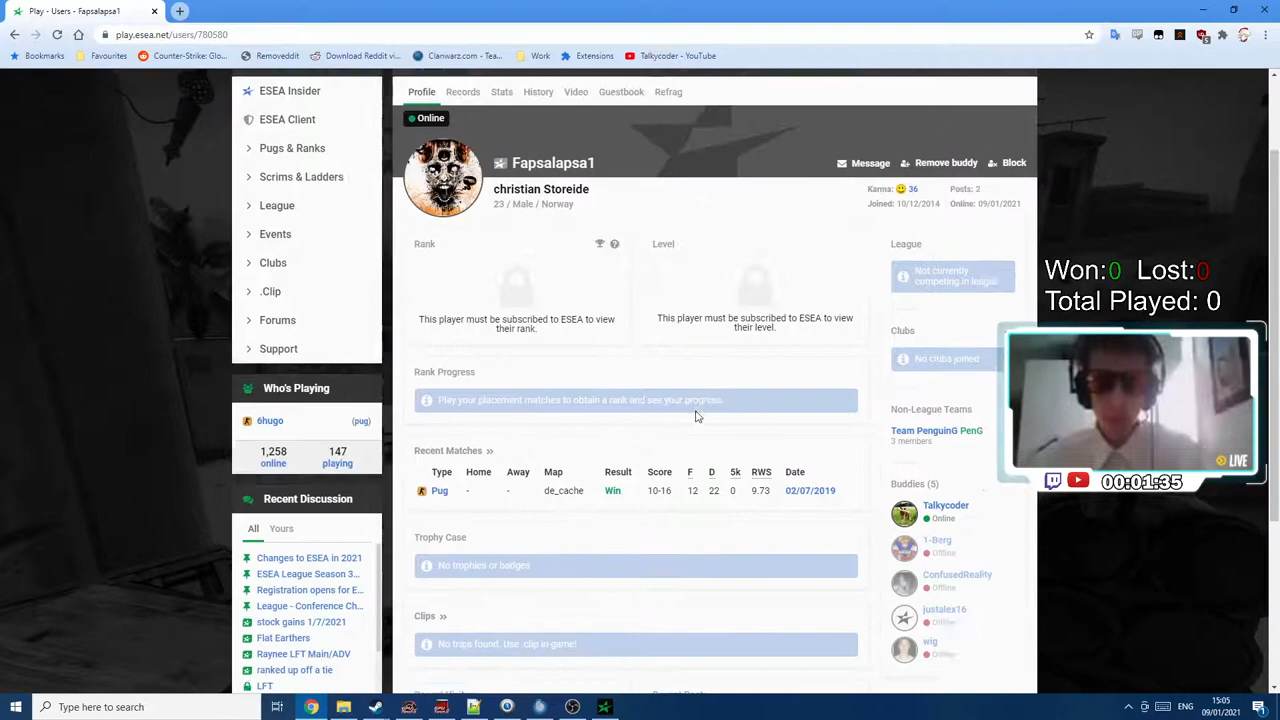 Play - Users - Fapsalapsa1
play.esea.net/users/780580
Bookmarks
Favourites
Counter-Strike: Glo...
Removeddit
Download Reddit vi...
Clanwarz.com - Tea...
Work
Extensions
Talkycoder - YouTube
ESEA Insider
ESEA Client
Pugs & Ranks
Scrims & Ladders
League
Events
Clubs
.Clip
Forums
Support
Who's Playing
6hugo (pug)
1,258 147
online playing
Recent Discussion
All Yours
Changes to ESEA in 2021
ESEA League Season 3...
Registration opens for E...
League - Conference Ch...
stock gains 1/7/2021
Flat Earthers
Raynee LFT Main/ADV
ranked up off a tie
LFT
Profile Records Stats History Video Guestbook Refrag
Online
Fapsalapsa1
Message Remove buddy Block
christian Storeide
23 / Male / Norway
Karma: 36 Posts: 2
Joined: 10/12/2014 Online: 09/01/2021
Rank
This player must be subscribed to ESEA to view
their rank.
Level
This player must be subscribed to ESEA to view
their level.
Rank Progress
Play your placement matches to obtain a rank and see your progress
Recent Matches »
Type Home Away Map Result Score F D 5k RWS Date
Pug - - de_cache Win 10-16 12 22 0 9.73 02/07/2019
Trophy Case
No trophies or badges
Clips »
No frags found. Use .clip in-game!
League
Not currently
competing in league
Clubs
No clubs joined
Non-League Teams
Team PenguinG PenG
3 members
Buddies (5)
Talkycoder
Online
1-Berg
Offline
ConfusedReality
Offline
justalex16
Offline
wig
Offline
Won:0 Lost:0
Total Played: 0
LIVE
00:01:35
Type here to search
ENG
15:05
09/01/2021